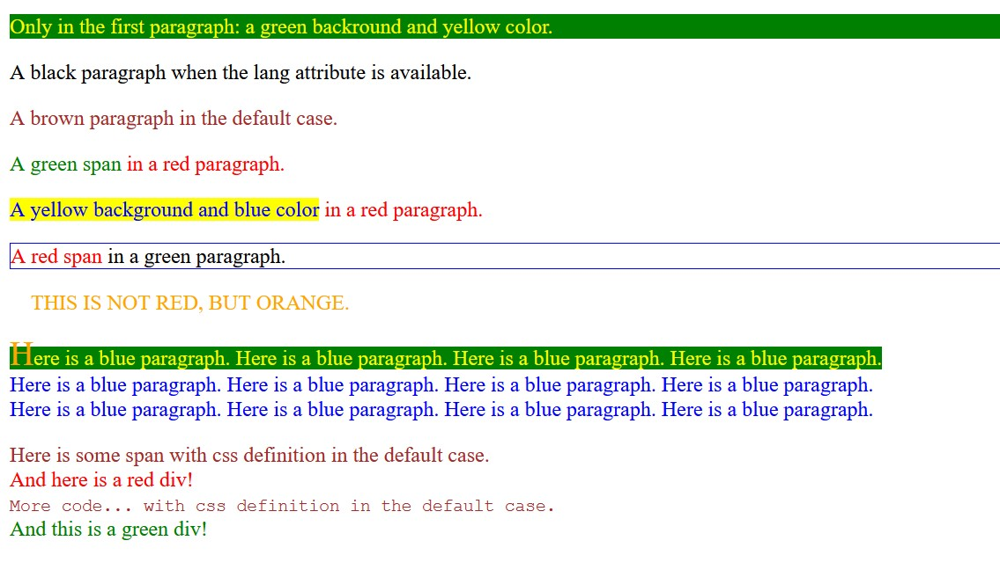 Only in the first paragraph: a green backround and yellow color.
A black paragraph when the lang attribute is available.
A brown paragraph in the default case.
A green span in a red paragraph.
A yellow background and blue color in a red paragraph.
A red span in a green paragraph.
THIS IS NOT RED, BUT ORANGE.
Here is a blue paragraph. Here is a blue paragraph. Here is a blue paragraph. Here is a blue paragraph.
Here is a blue paragraph. Here is a blue paragraph. Here is a blue paragraph. Here is a blue paragraph.
Here is a blue paragraph. Here is a blue paragraph. Here is a blue paragraph. Here is a blue paragraph.
Here is some span with css definition in the default case.
And here is a red div!
More code... with css definition in the default case.
And this is a green div!